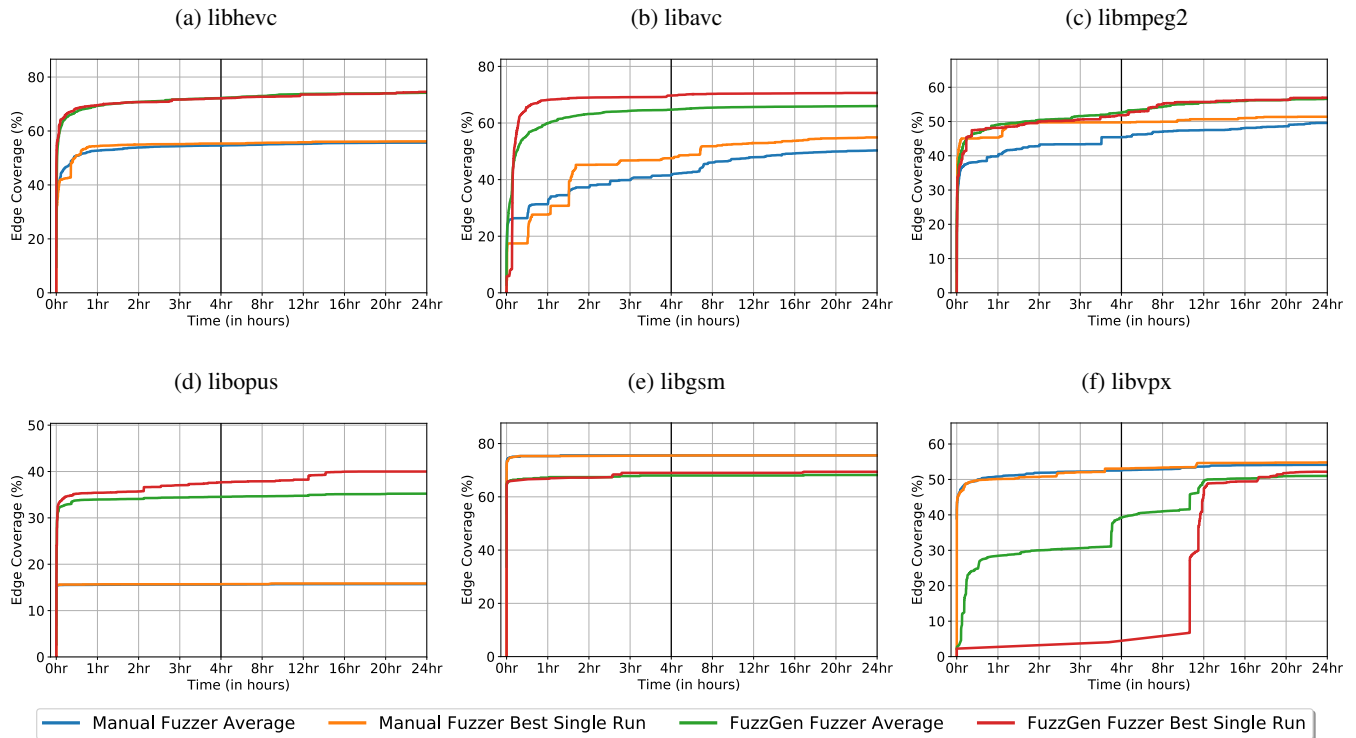 (a) libhevc
(b) libavc
(c) libmpeg2
80
60
40
20
0
Edge Coverage (%)
0hr 1hr 2hr 3hr 4hr 8hr 12hr 16hr 20hr 24hr
Time (in hours)
80
60
40
20
0
Edge Coverage (%)
0hr 1hr 2hr 3hr 4hr 8hr 12hr 16hr 20hr 24hr
Time (in hours)
60
50
40
30
20
10
0
Edge Coverage (%)
0hr 1hr 2hr 3hr 4hr 8hr 12hr 16hr 20hr 24hr
Time (in hours)
(d) libopus
(e) libgsm
(f) libvpx
50
40
30
20
10
0
Edge Coverage (%)
0hr 1hr 2hr 3hr 4hr 8hr 12hr 16hr 20hr 24hr
Time (in hours)
80
60
40
20
0
Edge Coverage (%)
0hr 1hr 2hr 3hr 4hr 8hr 12hr 16hr 20hr 24hr
Time (in hours)
60
50
40
30
20
10
0
Edge Coverage (%)
0hr 1hr 2hr 3hr 4hr 8hr 12hr 16hr 20hr 24hr
Time (in hours)
Manual Fuzzer Average
Manual Fuzzer Best Single Run
FuzzGen Fuzzer Average
FuzzGen Fuzzer Best Single Run